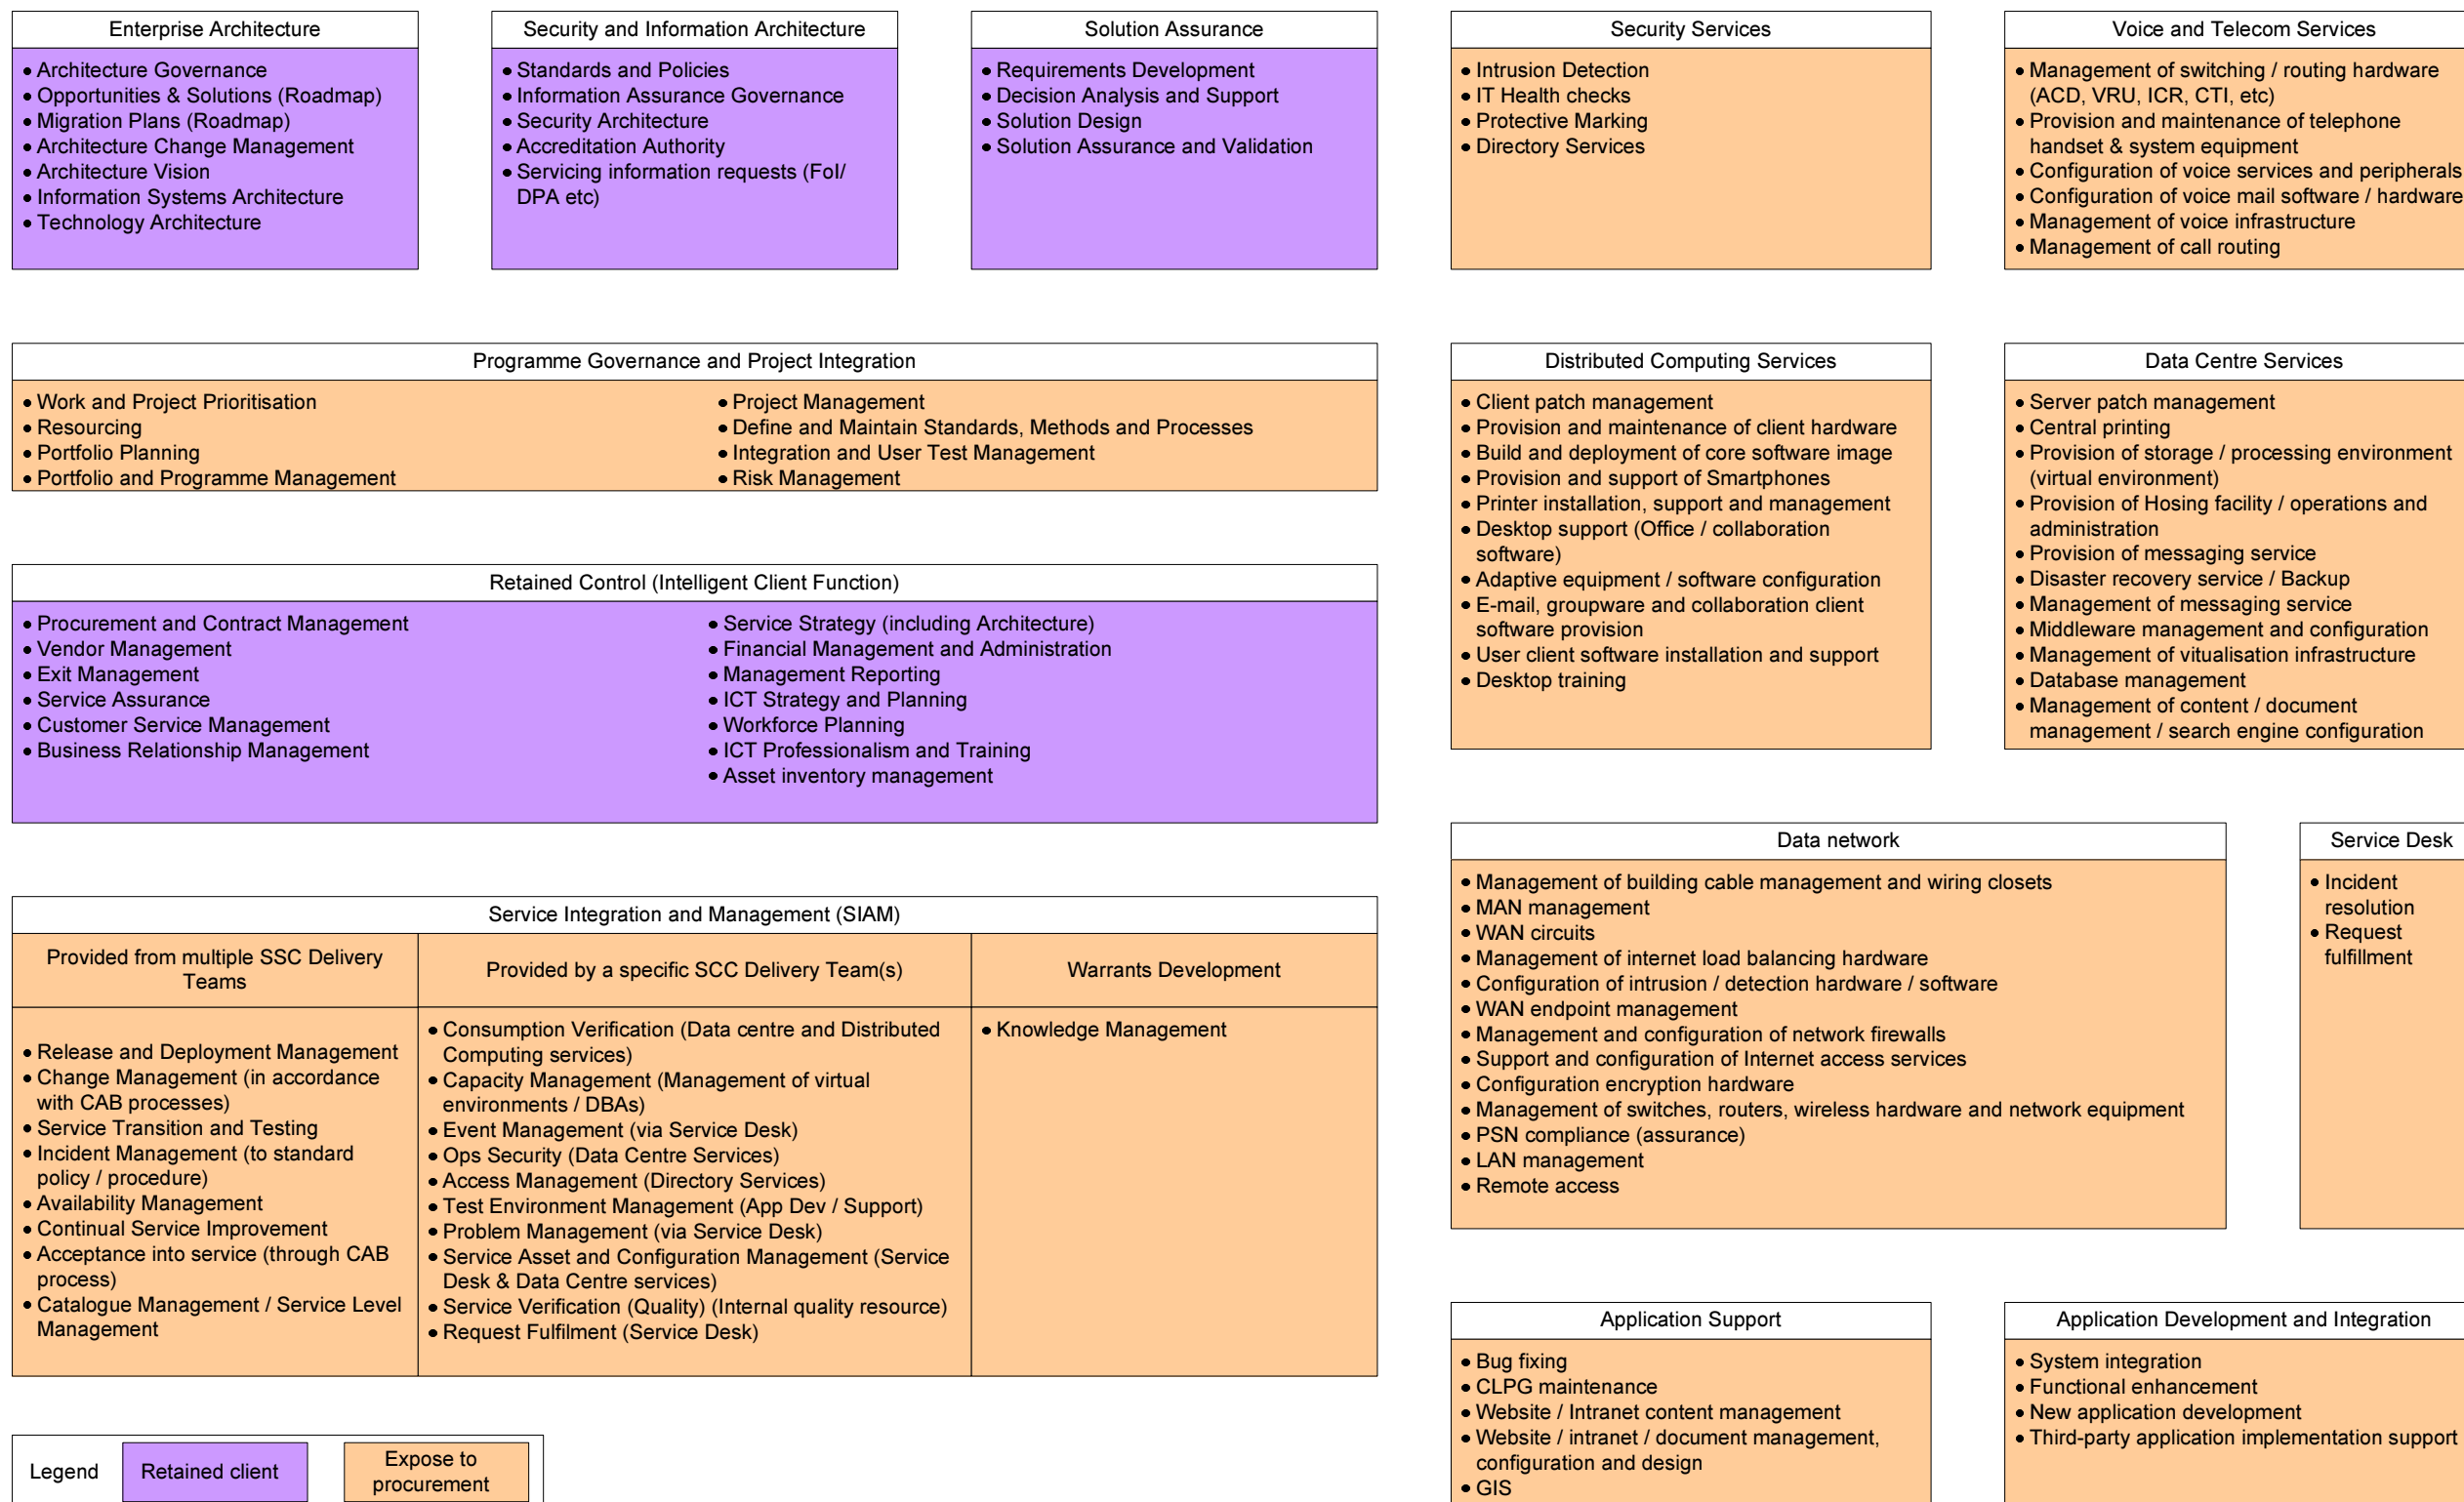 Enterprise Architecture
• Architecture Governance
• Opportunities & Solutions (Roadmap)
• Migration Plans (Roadmap)
• Architecture Change Management
• Architecture Vision
• Information Systems Architecture
• Technology Architecture
Security and Information Architecture
• Standards and Policies
• Information Assurance Governance
• Security Architecture
• Accreditation Authority
• Servicing information requests (FoI/
DPA etc)
Solution Assurance
• Requirements Development
• Decision Analysis and Support
• Solution Design
• Solution Assurance and Validation
Security Services
• Intrusion Detection
• IT Health checks
• Protective Marking
• Directory Services
Voice and Telecom Services
• Management of switching / routing hardware
(ACD, VRU, ICR, CTI, etc)
• Provision and maintenance of telephone
handset & system equipment
• Configuration of voice services and peripherals
• Configuration of voice mail software / hardware
• Management of voice infrastructure
• Management of call routing
Programme Governance and Project Integration
• Work and Project Prioritisation
• Resourcing
• Portfolio Planning
• Portfolio and Programme Management
• Project Management
• Define and Maintain Standards, Methods and Processes
• Integration and User Test Management
• Risk Management
Distributed Computing Services
• Client patch management
• Provision and maintenance of client hardware
• Build and deployment of core software image
• Provision and support of Smartphones
• Printer installation, support and management
• Desktop support (Office / collaboration
software)
• Adaptive equipment / software configuration
• E-mail, groupware and collaboration client
software provision
• User client software installation and support
• Desktop training
Data Centre Services
• Server patch management
• Central printing
• Provision of storage / processing environment
(virtual environment)
• Provision of Hosing facility / operations and
administration
• Provision of messaging service
• Disaster recovery service / Backup
• Management of messaging service
• Middleware management and configuration
• Management of vitualisation infrastructure
• Database management
• Management of content / document
management / search engine configuration
Retained Control (Intelligent Client Function)
• Procurement and Contract Management
• Vendor Management
• Exit Management
• Service Assurance
• Customer Service Management
• Business Relationship Management
• Service Strategy (including Architecture)
• Financial Management and Administration
• Management Reporting
• ICT Strategy and Planning
• Workforce Planning
• ICT Professionalism and Training
• Asset inventory management
Data network
• Management of building cable management and wiring closets
• MAN management
• WAN circuits
• Management of internet load balancing hardware
• Configuration of intrusion / detection hardware / software
• WAN endpoint management
• Management and configuration of network firewalls
• Support and configuration of Internet access services
• Configuration encryption hardware
• Management of switches, routers, wireless hardware and network equipment
• PSN compliance (assurance)
• LAN management
• Remote access
Service Desk
• Incident
resolution
• Request
fulfillment
Service Integration and Management (SIAM)
Provided from multiple SSC Delivery
Teams
• Release and Deployment Management
• Change Management (in accordance
with CAB processes)
• Service Transition and Testing
• Incident Management (to standard
policy / procedure)
• Availability Management
• Continual Service Improvement
• Acceptance into service (through CAB
process)
• Catalogue Management / Service Level
Management
Provided by a specific SCC Delivery Team(s)
• Consumption Verification (Data centre and Distributed
Computing services)
• Capacity Management (Management of virtual
environments / DBAs)
• Event Management (via Service Desk)
• Ops Security (Data Centre Services)
• Access Management (Directory Services)
• Test Environment Management (App Dev / Support)
• Problem Management (via Service Desk)
• Service Asset and Configuration Management (Service
Desk & Data Centre services)
• Service Verification (Quality) (Internal quality resource)
• Request Fulfilment (Service Desk)
Warrants Development
• Knowledge Management
Application Support
• Bug fixing
• CLPG maintenance
• Website / Intranet content management
• Website / intranet / document management,
configuration and design
• GIS
Application Development and Integration
• System integration
• Functional enhancement
• New application development
• Third-party application implementation support
Legend
Retained client
Expose to
procurement